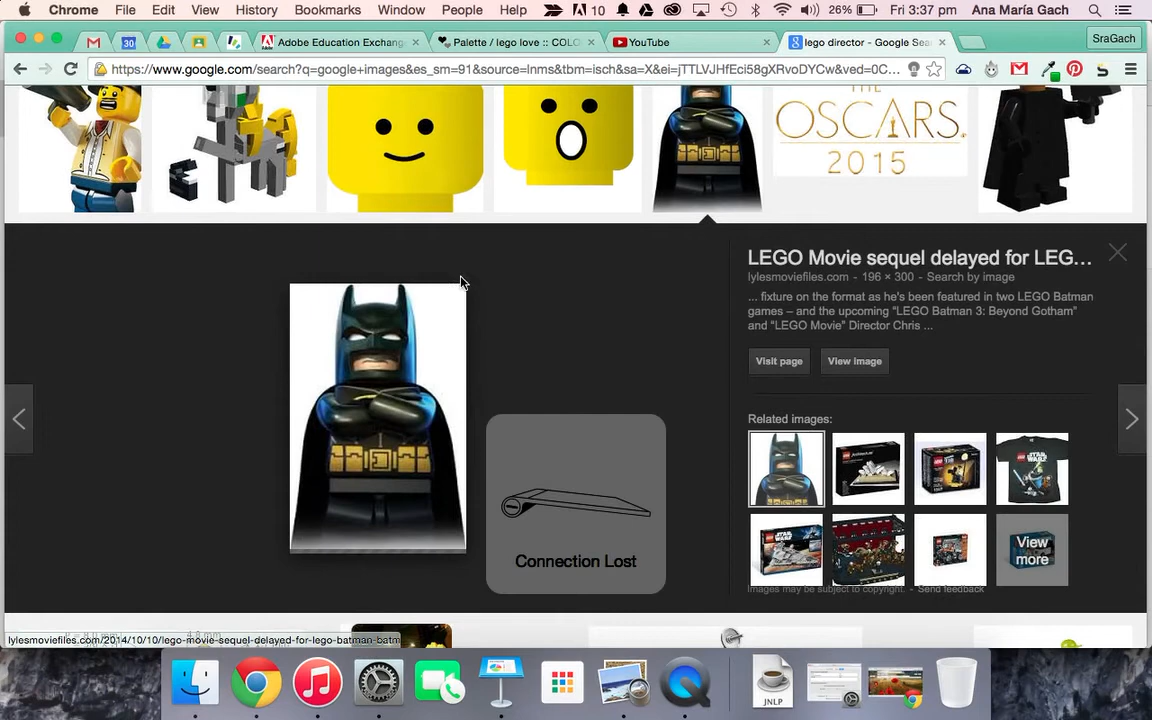 Chrome File Edit View History Bookmarks Window People Help 10 26% Fri 3:37 pm Ana María Gach
30 Adobe Education Exchang Palette / lego love :: COLO YouTube lego director - Google Sea SraGach
https://www.google.com/search?q=google+images&es_sm=91&source=lnms&tbm=isch&sa=X&ei=jTTLVJHfEci58gXRvoDYCw&ved=0C...
THE
OSCARS
2015
LEGO Movie sequel delayed for LEG...
lylesmoviefiles.com - 196 × 300 - Search by image
... fixture on the format as he's been featured in two LEGO Batman
games – and the upcoming “LEGO Batman 3: Beyond Gotham”
and “LEGO Movie” Director Chris ...
Visit page View image
Related images:
View
more
Connection Lost
Images may be subject to copyright. - Send feedback
lylesmoviefiles.com/2014/10/10/lego-movie-sequel-delayed-for-lego-batman-batm
JNLP